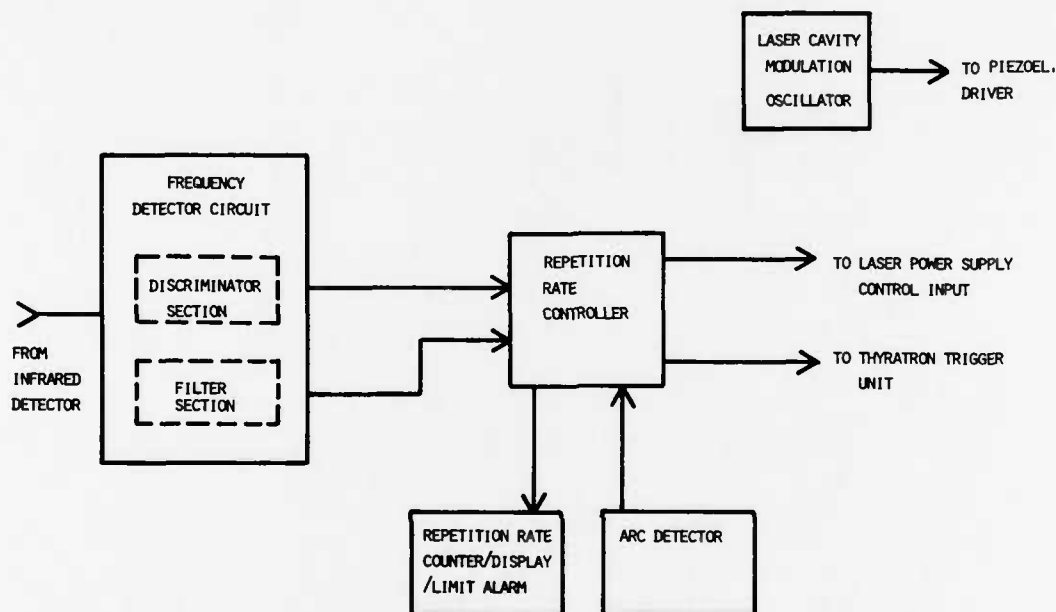 LASER CAVITY
MODULATION
OSCILLATOR
TO PIEZOEL.
DRIVER
FREQUENCY
DETECTOR CIRCUIT
DISCRIMINATOR
SECTION
FILTER
SECTION
FROM
INFRARED
DETECTOR
REPETITION
RATE
CONTROLLER
TO LASER POWER SUPPLY
CONTROL INPUT
TO THYRATRON TRIGGER
UNIT
REPETITION RATE
COUNTER/DISPLAY
/LIMIT ALARM
ARC DETECTOR